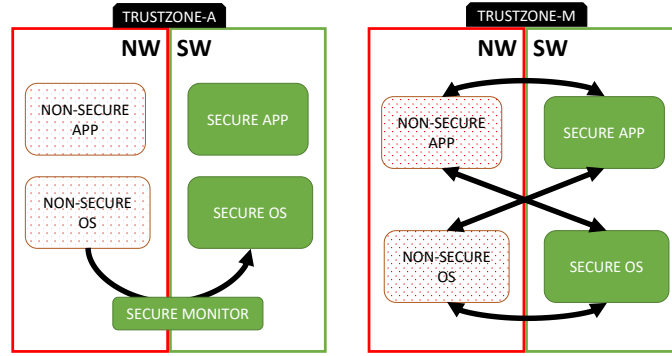 TRUSTZONE-A
NW SW
NON-SECURE
APP
SECURE APP
NON-SECURE
OS
SECURE OS
SECURE MONITOR
TRUSTZONE-M
NW SW
NON-SECURE
APP
SECURE APP
NON-SECURE
OS
SECURE OS